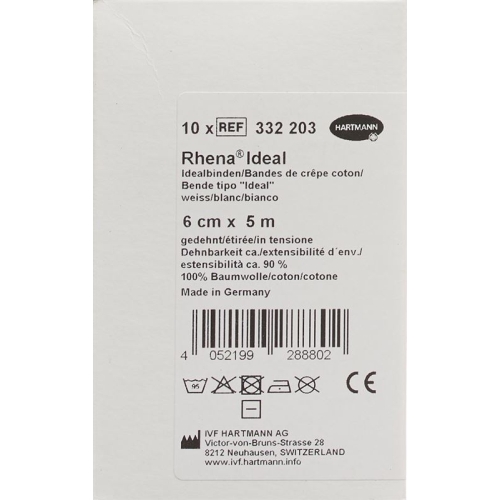 10 x REF 332 203
HARTMANN
Rhena® Ideal
Idealbinden/Bandes de crêpe coton/
Bende tipo "Ideal"
weiss/blanc/bianco
6 cm x 5 m
gedehnt/étirée/in tensione
Dehnbarkeit ca./extensibilité d´env./
estensibilità ca. 90 %
100% Baumwolle/coton/cotone
Made in Germany
4 052199 288802
95
CE
IVF HARTMANN AG
Victor-von-Bruns-Strasse 28
8212 Neuhausen, SWITZERLAND
www.ivf.hartmann.info